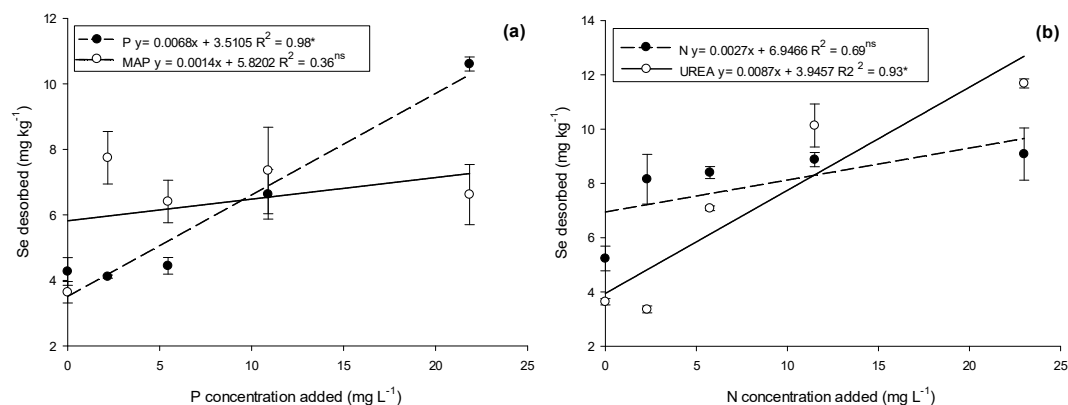 (a)
P y= 0.0068x + 3.5105 R² = 0.98*
MAP y = 0.0014x + 5.8202 R² = 0.36ⁿˢ
Se desorbed (mg kg⁻¹)
12
10
8
6
4
2
0 5 10 15 20 25
P concentration added (mg L⁻¹)
(b)
N y= 0.0027x + 6.9466 R² = 0.69ⁿˢ
UREA y= 0.0087x + 3.9457 R2 ² = 0.93*
Se desorbed (mg kg⁻¹)
14
12
10
8
6
4
2
0 5 10 15 20 25
N concentration added (mg L⁻¹)